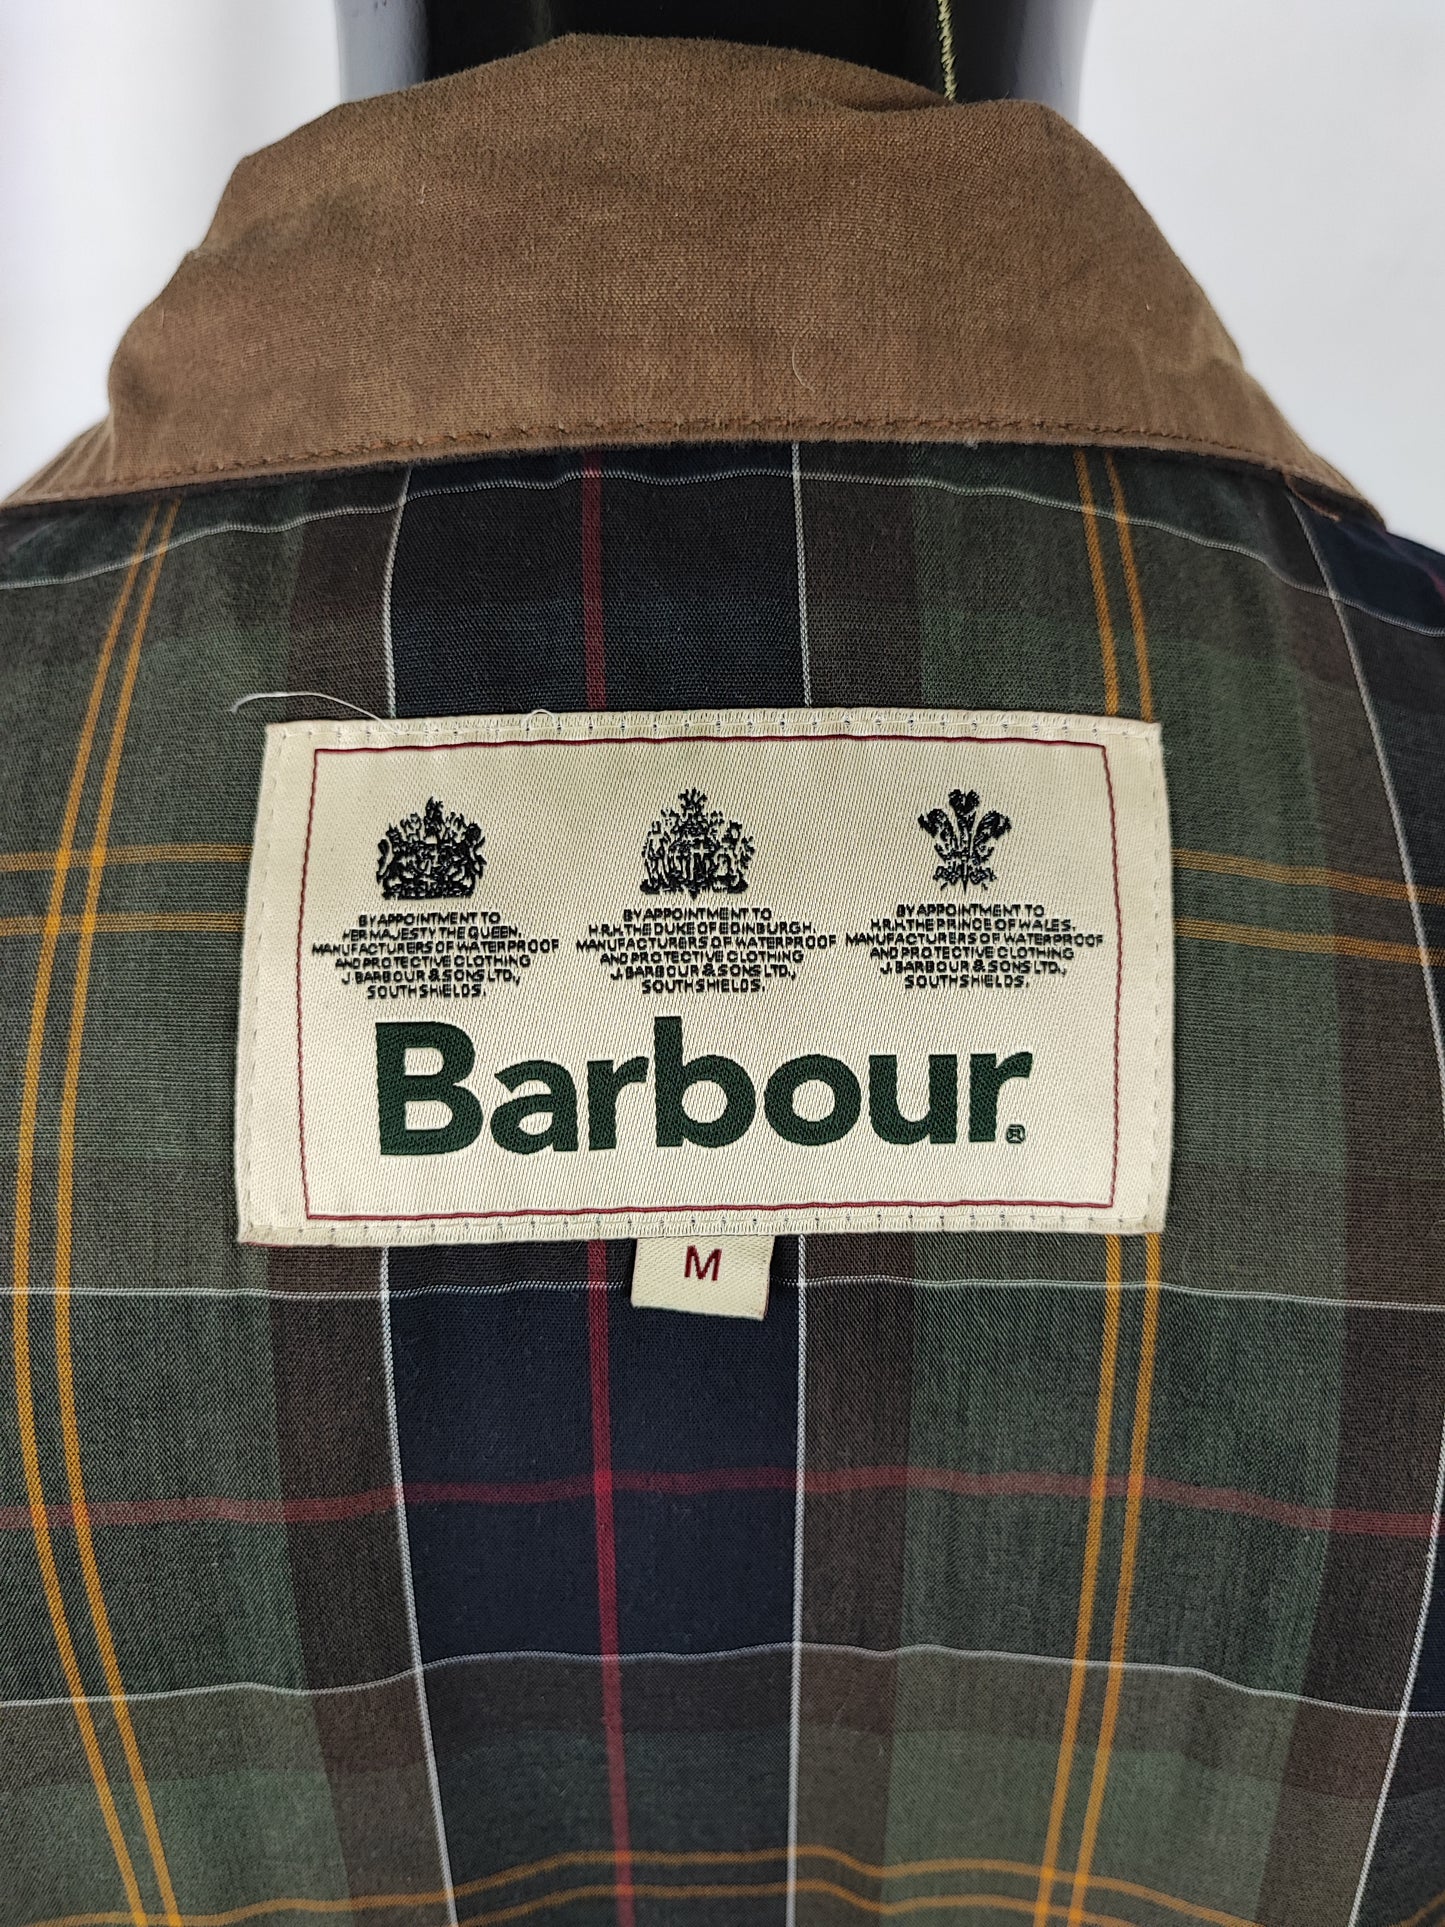 BY APPOINTMENT TO
HER MAJESTY THE QUEEN,
MANUFACTURERS OF WATERPROOF
AND PROTECTIVE CLOTHING
J. BARBOUR & SONS LTD.,
SOUTH SHIELDS.
BY APPOINTMENT TO
H.R.H. THE DUKE OF EDINBURGH,
MANUFACTURERS OF WATERPROOF
AND PROTECTIVE CLOTHING
J. BARBOUR & SONS LTD.,
SOUTH SHIELDS.
BY APPOINTMENT TO
H.R.H. THE PRINCE OF WALES,
MANUFACTURERS OF WATERPROOF
AND PROTECTIVE CLOTHING
J. BARBOUR & SONS LTD.,
SOUTH SHIELDS.
Barbour®
M